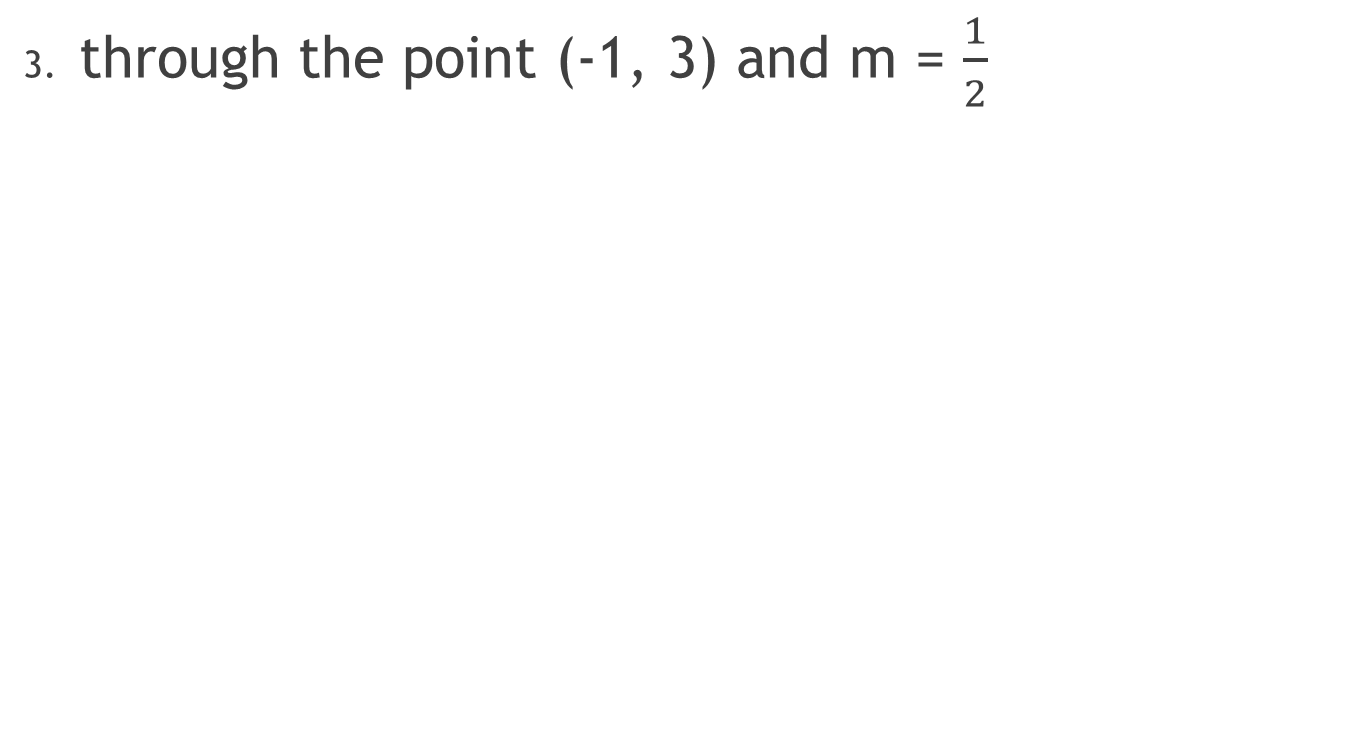 3. through the point (-1, 3) and m = 1/2